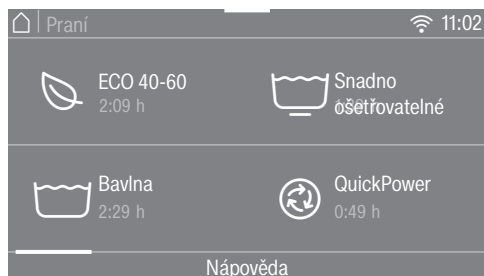 Praní
11:02
ECO 40-60
2:09 h
Snadno
ošetřovatelné
Bavlna
2:29 h
QuickPower
0:49 h
Nápověda